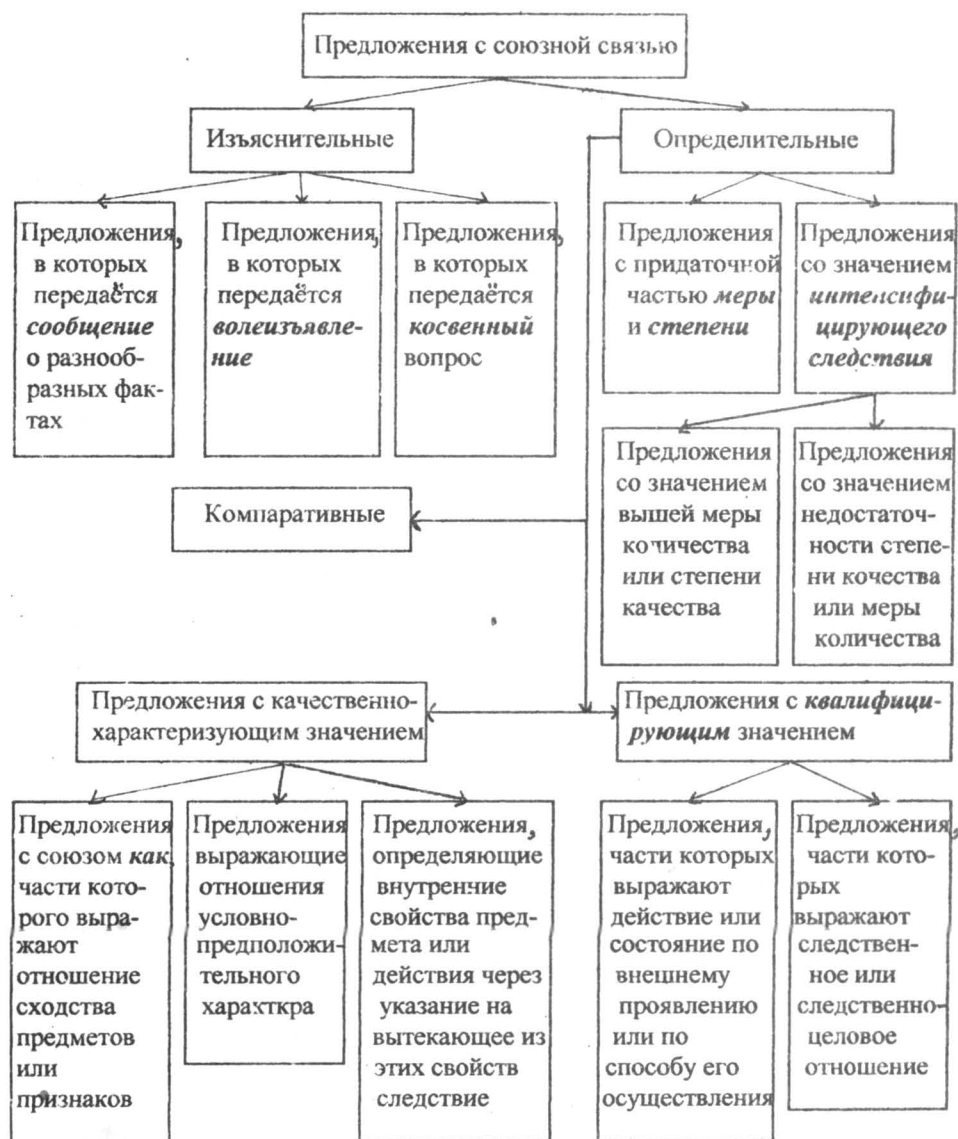 Предложения с союзной связью
Изъяснительные
Определительные
Предложения,
в которых
передаётся
сообщение
о разнооб-
разных фак-
тах
Предложения,
в которых
передаётся
волеизъявле-
ние
Предложения,
в которых
передаётся
косвенный
вопрос
Предложения
с придаточной
частью меры
и степени
Предложения
со значением
интенсифи-
цирующего
следствия
Предложения
со значением
вышей меры
количества
или степени
качества
Предложения
со значением
недостаточ-
ности степе-
ни кочества
или меры
количества
Компаративные
Предложения с качественно-
характеризующим значением
Предложения с квалифици-
рующим значением
Предложения
с союзом как,
части кото-
рого выра-
жают
отношение
сходства
предметов
или
признаков
Предложения
выражающие
отношения
условно-
предположи-
тельного
харахткра
Предложения,
определяющие
внутренние
свойства пред-
мета или
действия через
указание на
вытекающее из
этих свойств
следствие
Предложения,
части которых
выражают
действие или
состояние по
внешнему
проявлению
или по
способу его
осуществления
Предложения,
части кото-
рых
выражают
следствен-
ное или
следственно-
целовое
отношение